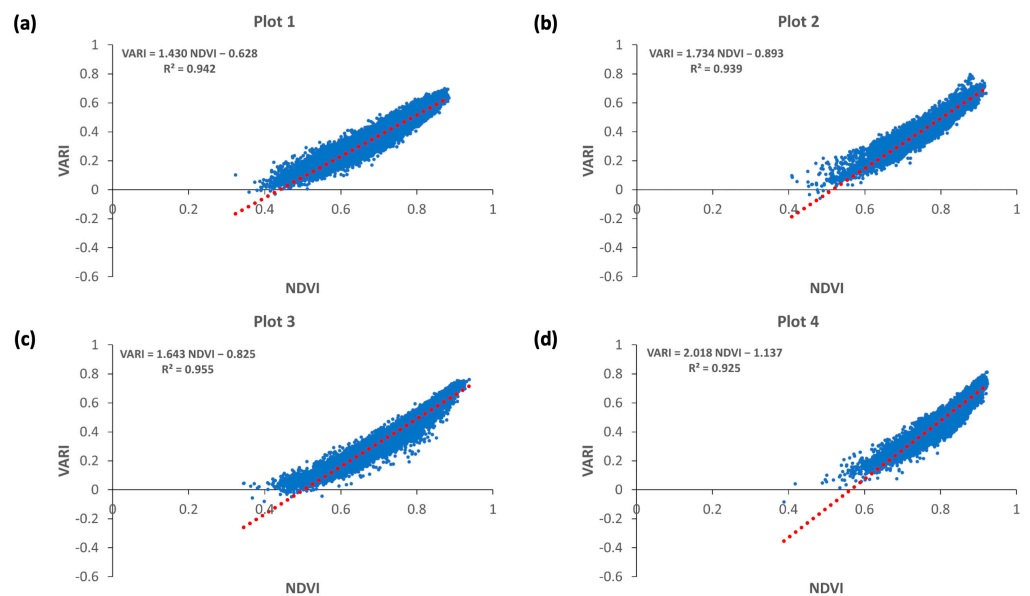 (a)
Plot 1
VARI = 1.430 NDVI – 0.628
R² = 0.942
1
0.8
0.6
0.4
0.2
0
-0.2
-0.4
-0.6
0
0.2
0.4
0.6
0.8
1
VARI
NDVI
(b)
Plot 2
VARI = 1.734 NDVI – 0.893
R² = 0.939
1
0.8
0.6
0.4
0.2
0
-0.2
-0.4
-0.6
0
0.2
0.4
0.6
0.8
1
VARI
NDVI
(c)
Plot 3
VARI = 1.643 NDVI – 0.825
R² = 0.955
1
0.8
0.6
0.4
0.2
0
-0.2
-0.4
-0.6
0
0.2
0.4
0.6
0.8
1
VARI
NDVI
(d)
Plot 4
VARI = 2.018 NDVI – 1.137
R² = 0.925
1
0.8
0.6
0.4
0.2
0
-0.2
-0.4
-0.6
0
0.2
0.4
0.6
0.8
1
VARI
NDVI